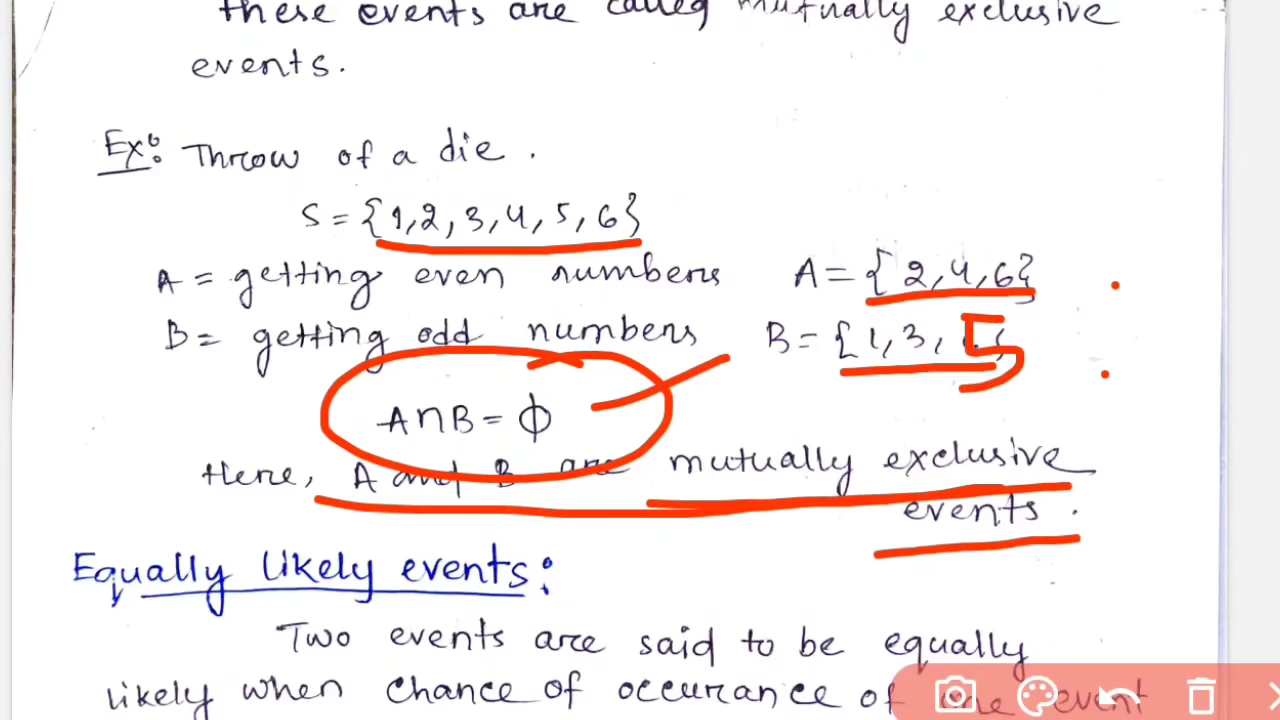 these events are called mutually exclusive
events.
Ex: Throw of a die.
S = {1, 2, 3, 4, 5, 6}
A = getting even numbers A = {2, 4, 6}
B = getting odd numbers B = {1, 3, 5}
A∩B = ϕ
Here, A and B are mutually exclusive
events.
Equally likely events:
Two events are said to be equally
likely when chance of occurance of one event